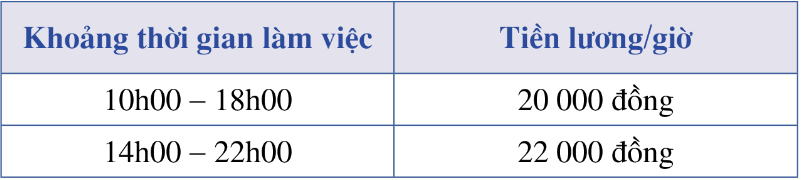 Khoảng thời gian làm việc Tiền lương/giờ
10h00 – 18h00 20 000 đồng
14h00 – 22h00 22 000 đồng